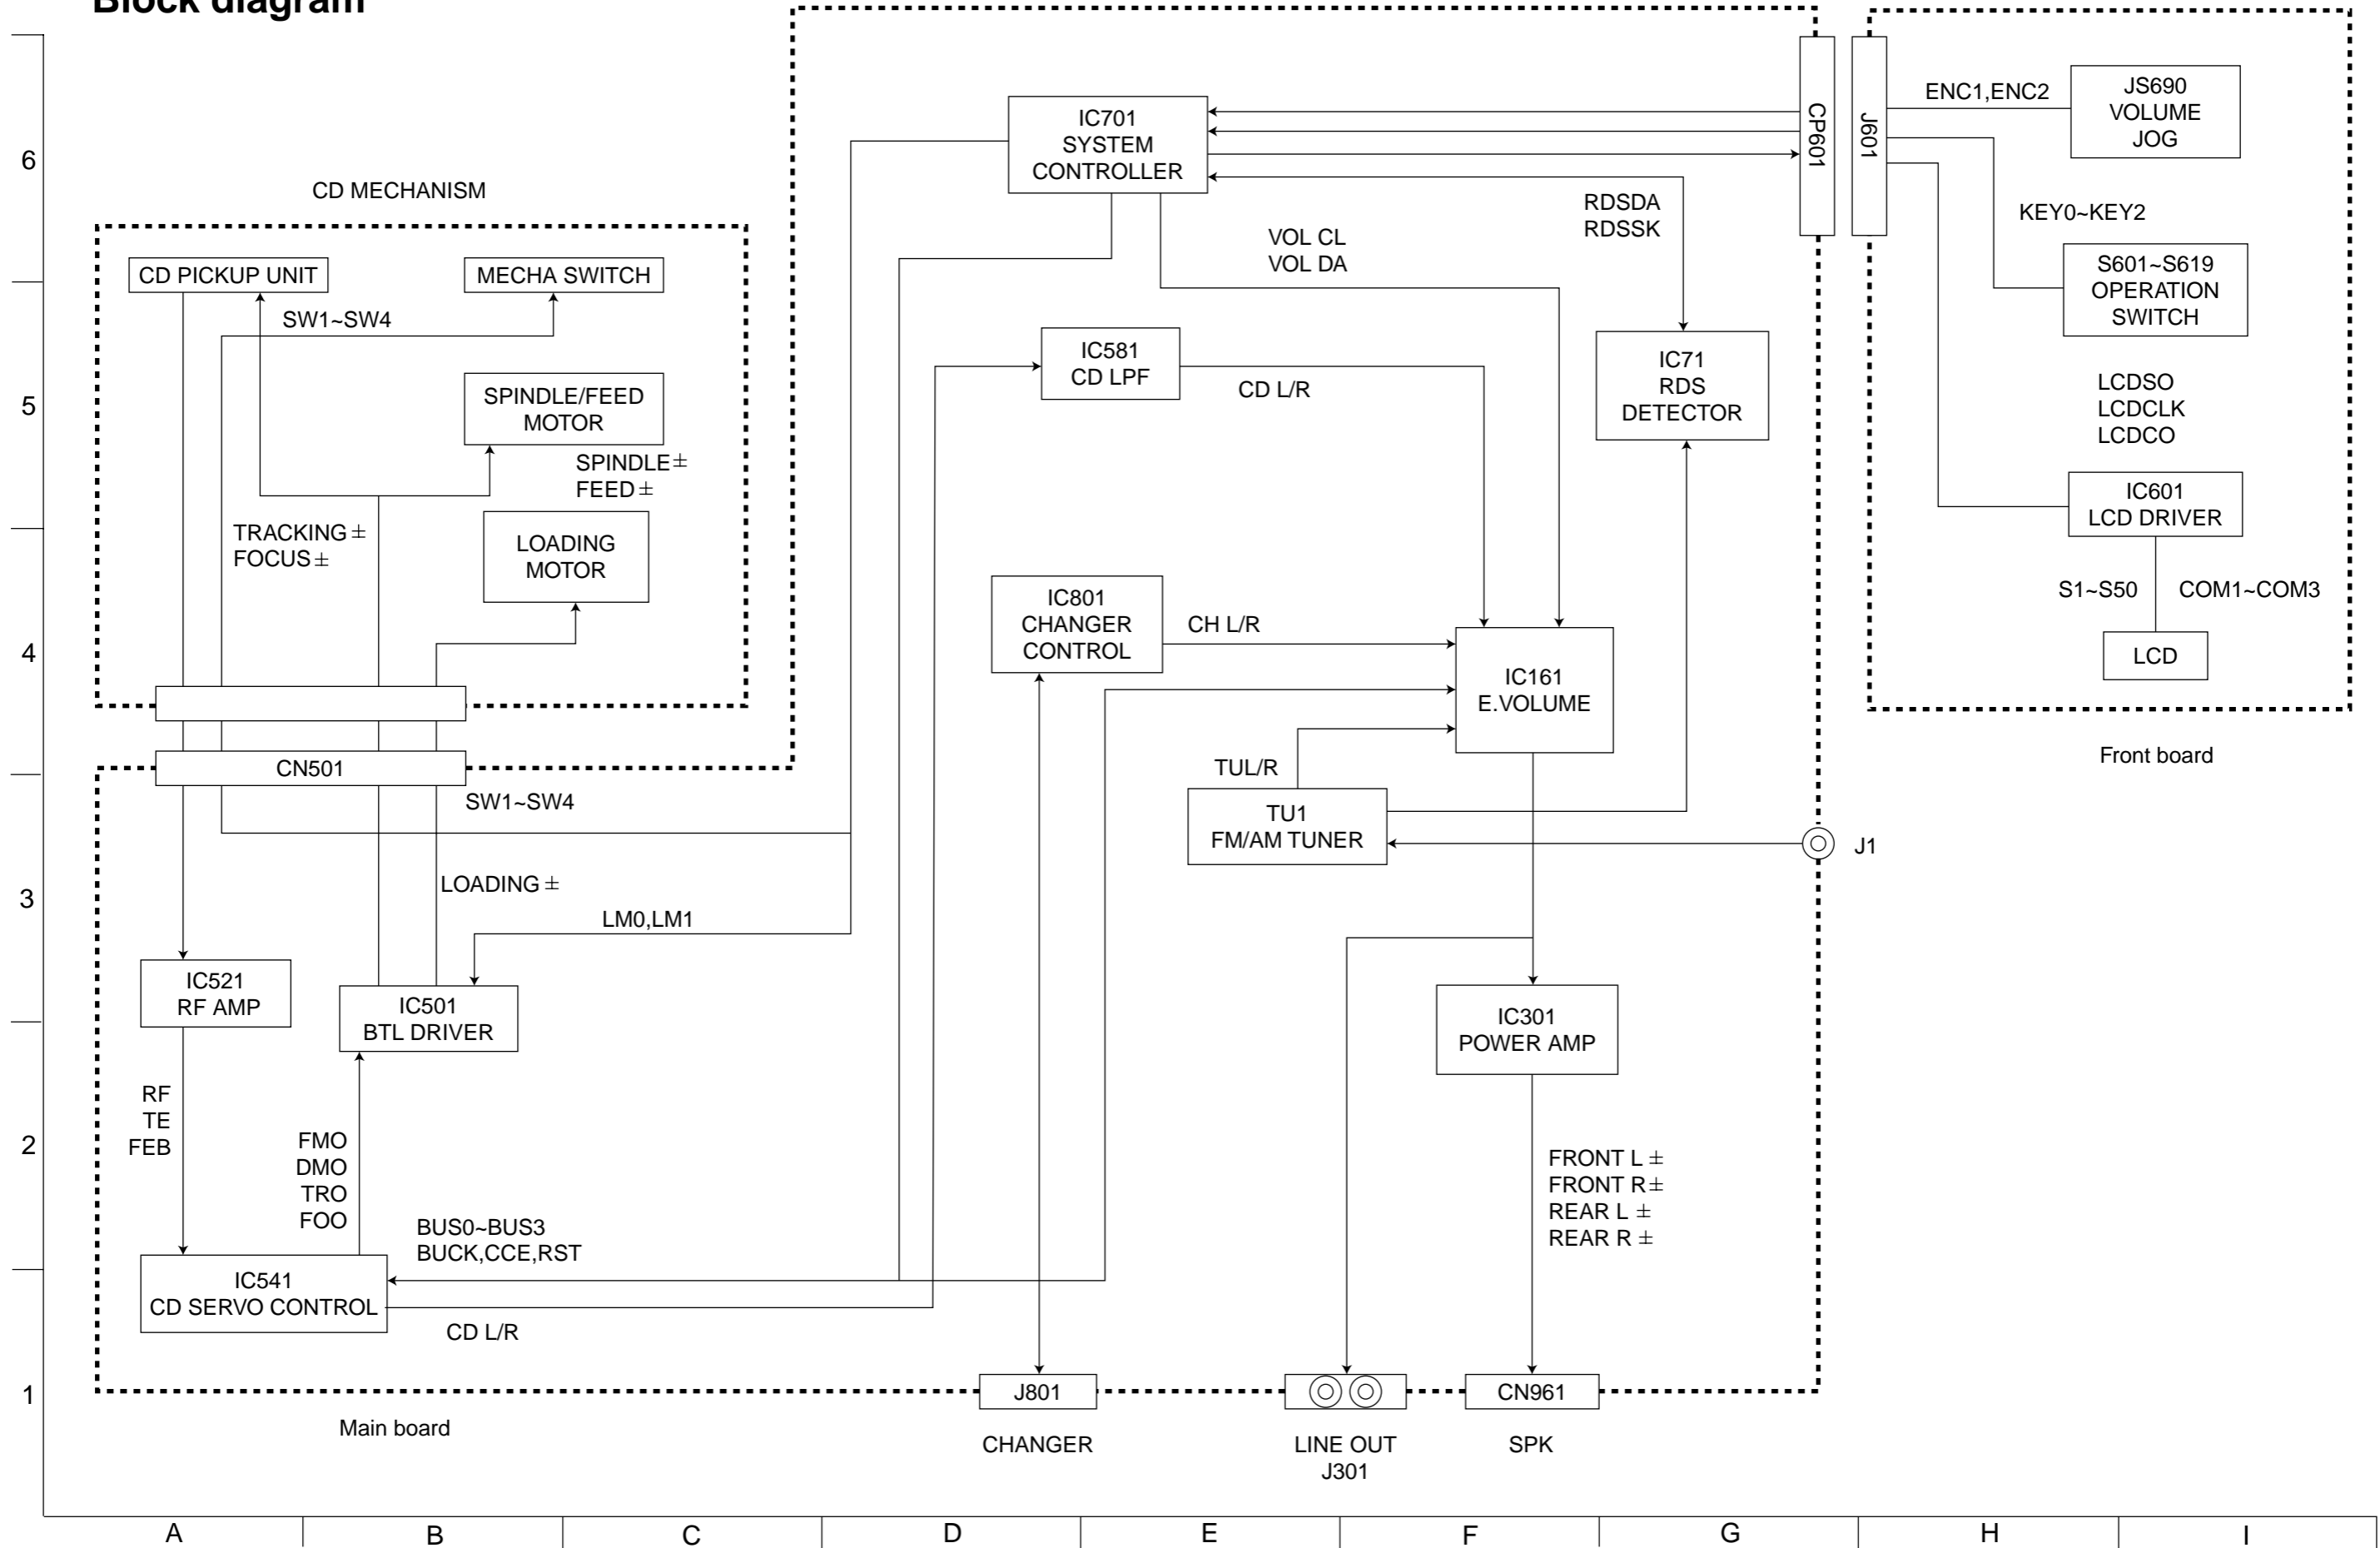 Block diagram
6
5
4
3
2
1
CD MECHANISM
CD PICKUP UNIT
MECHA SWITCH
SW1~SW4
SPINDLE/FEED
MOTOR
SPINDLE±
FEED±
TRACKING±
FOCUS±
LOADING
MOTOR
CN501
SW1~SW4
LOADING±
LM0,LM1
IC521
RF AMP
IC501
BTL DRIVER
RF
TE
FEB
FMO
DMO
TRO
FOO
BUS0~BUS3
BUCK,CCE,RST
IC541
CD SERVO CONTROL
CD L/R
Main board
IC701
SYSTEM
CONTROLLER
VOL CL
VOL DA
RDSDA
RDSSK
IC581
CD LPF
CD L/R
IC71
RDS
DETECTOR
IC801
CHANGER
CONTROL
CH L/R
IC161
E.VOLUME
TUL/R
TU1
FM/AM TUNER
J1
IC301
POWER AMP
FRONT L ±
FRONT R±
REAR L ±
REAR R ±
J801
CHANGER
LINE OUT
J301
CN961
SPK
CP601
J601
ENC1,ENC2
JS690
VOLUME
JOG
KEY0~KEY2
S601~S619
OPERATION
SWITCH
LCDSO
LCDCLK
LCDCO
IC601
LCD DRIVER
S1~S50
COM1~COM3
LCD
Front board
A
B
C
D
E
F
G
H
I